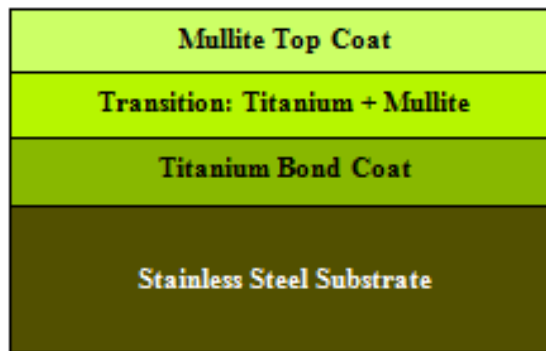 Mullite Top Coat
Transition: Titanium + Mullite
Titanium Bond Coat
Stainless Steel Substrate